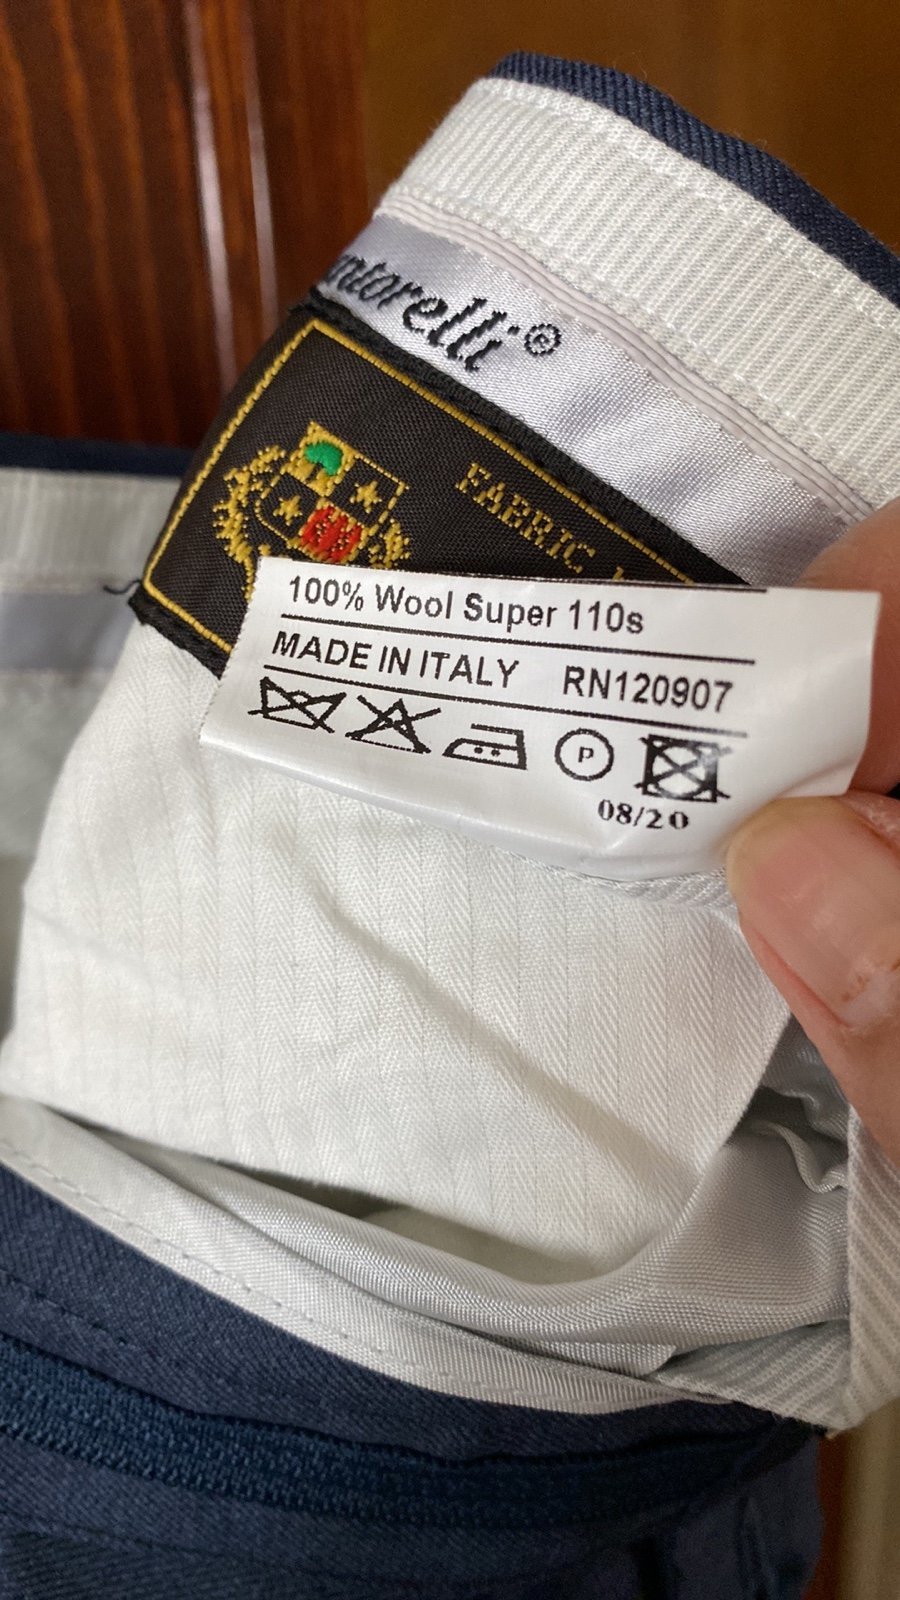 ntorelli®
FABRIC
100% Wool Super 110s
MADE IN ITALY RN120907
P
08/20